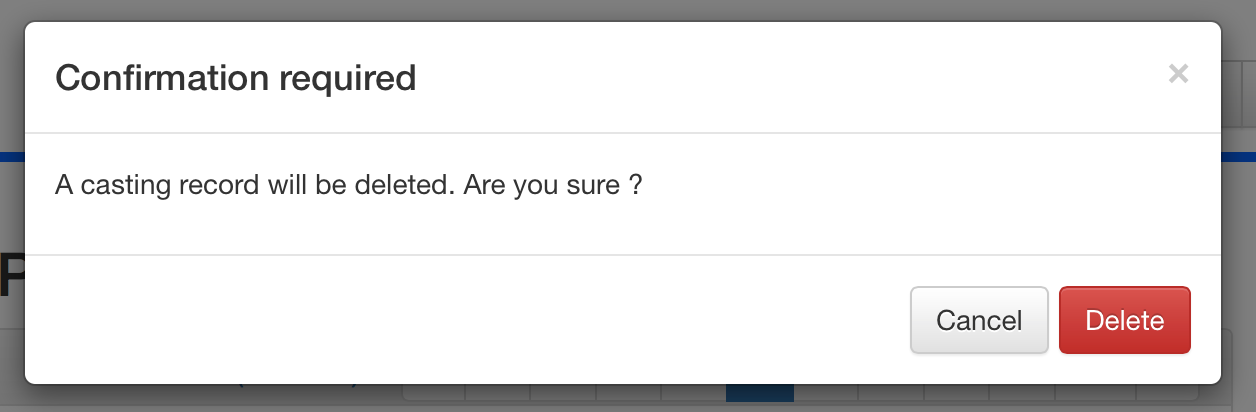 Confirmation required
×
A casting record will be deleted. Are you sure ?
Cancel
Delete